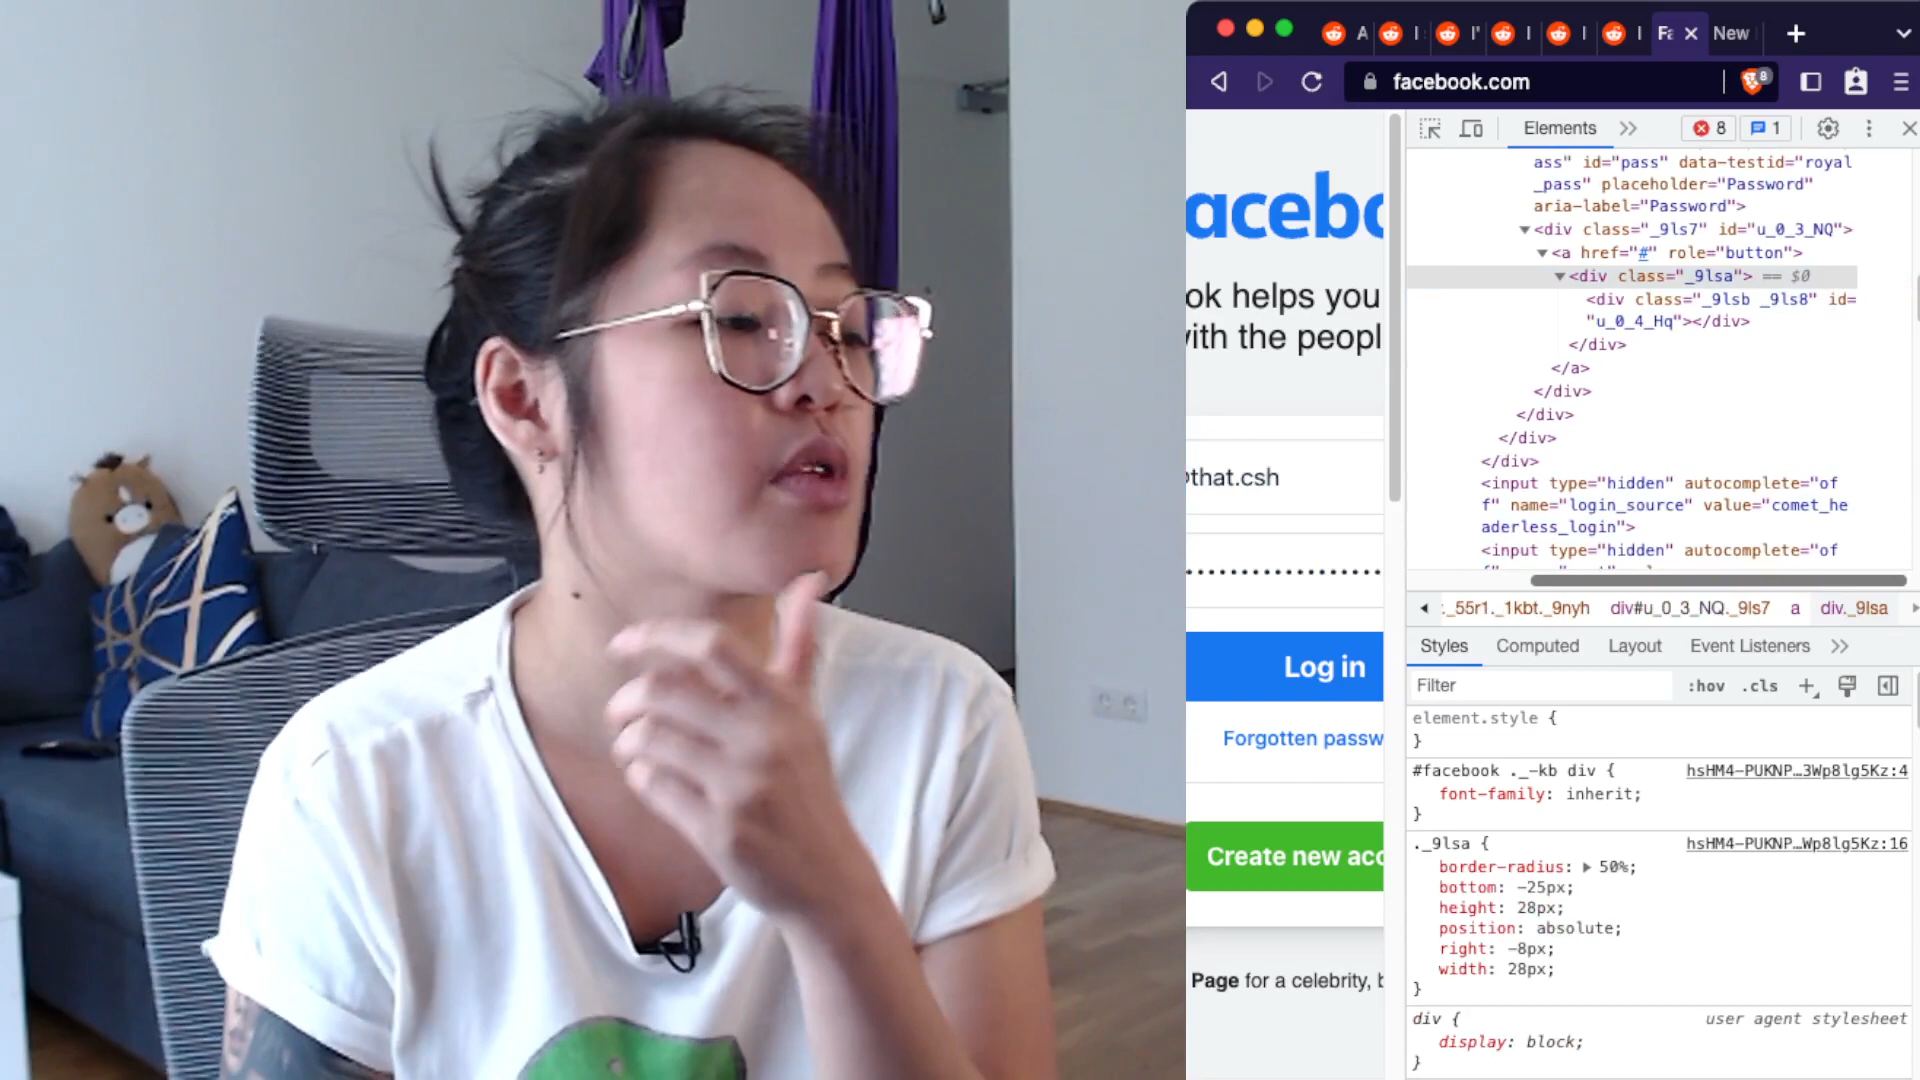 A
I
I'
I
I
I
Fa
New
facebook.com
8
Elements
8
1
ass" id="pass" data-testid="royal
_pass" placeholder="Password"
aria-label="Password">
<div class="_9ls7" id="u_0_3_NQ">
<a href="#" role="button">
<div class="_9lsa"> == $0
<div class="_9lsb _9ls8" id=
"u_0_4_Hq"></div>
</div>
</a>
</div>
</div>
</div>
</div>
<input type="hidden" autocomplete="of
f" name="login_source" value="comet_he
aderless_login">
<input type="hidden" autocomplete="of
:._55r1._1kbt._9nyh div#u_0_3_NQ._9ls7 a div._9lsa
Styles Computed Layout Event Listeners
Filter :hov .cls
element.style {
}
#facebook ._-kb div { hsHM4-PUKNP…3Wp8lg5Kz:4
font-family: inherit;
}
._9lsa { hsHM4-PUKNP…Wp8lg5Kz:16
border-radius: 50%;
bottom: -25px;
height: 28px;
position: absolute;
right: -8px;
width: 28px;
}
div { user agent stylesheet
display: block;
}
acebo
ok helps you
with the peopl
@that.csh
Log in
Forgotten passw
Create new acc
Page for a celebrity, b